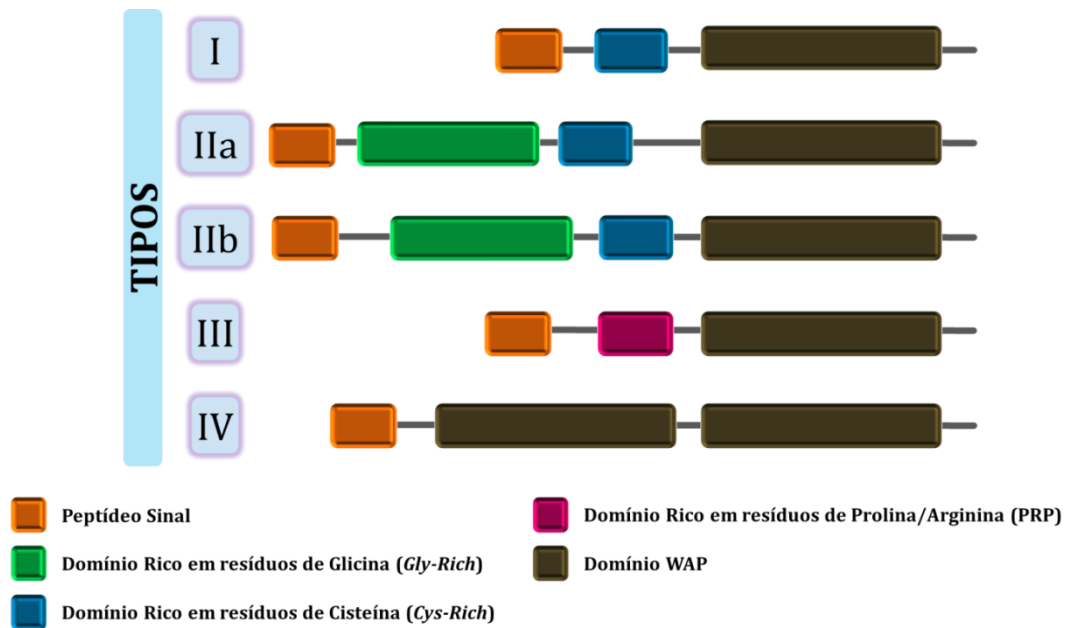 TIPOS
I
IIa
IIb
III
IV
Peptídeo Sinal
Domínio Rico em resíduos de Glicina (Gly-Rich)
Domínio Rico em resíduos de Cisteína (Cys-Rich)
Domínio Rico em resíduos de Prolina/Arginina (PRP)
Domínio WAP